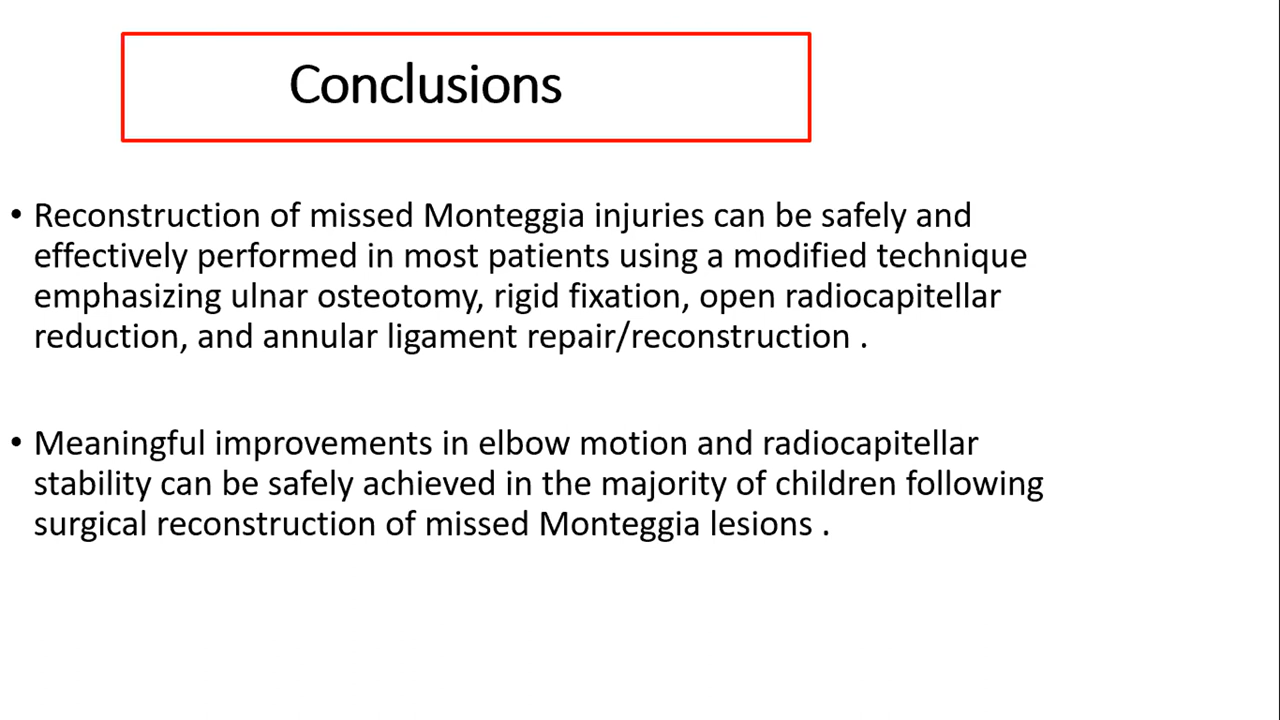 Conclusions
• Reconstruction of missed Monteggia injuries can be safely and
effectively performed in most patients using a modified technique
emphasizing ulnar osteotomy, rigid fixation, open radiocapitellar
reduction, and annular ligament repair/reconstruction .
• Meaningful improvements in elbow motion and radiocapitellar
stability can be safely achieved in the majority of children following
surgical reconstruction of missed Monteggia lesions .